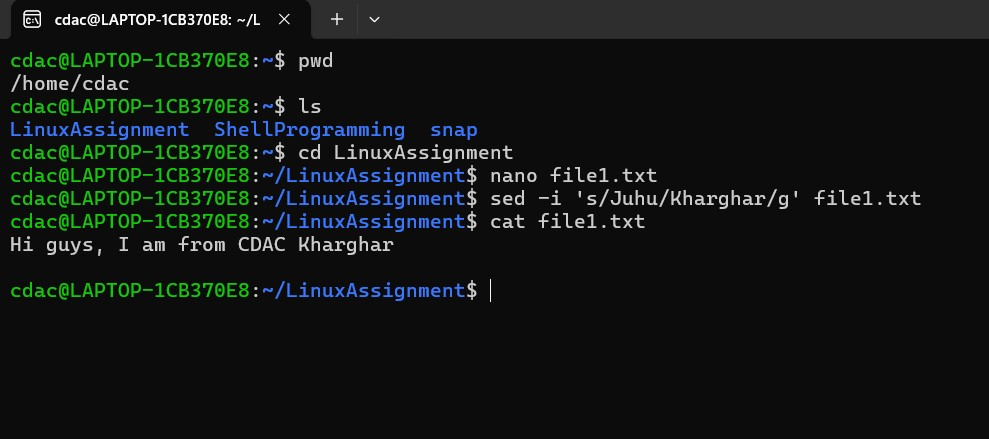 cdac@LAPTOP-1CB370E8: ~/L
cdac@LAPTOP-1CB370E8:~$ pwd
/home/cdac
cdac@LAPTOP-1CB370E8:~$ ls
LinuxAssignment  ShellProgramming  snap
cdac@LAPTOP-1CB370E8:~$ cd LinuxAssignment
cdac@LAPTOP-1CB370E8:~/LinuxAssignment$ nano file1.txt
cdac@LAPTOP-1CB370E8:~/LinuxAssignment$ sed -i 's/Juhu/Kharghar/g' file1.txt
cdac@LAPTOP-1CB370E8:~/LinuxAssignment$ cat file1.txt
Hi guys, I am from CDAC Kharghar
cdac@LAPTOP-1CB370E8:~/LinuxAssignment$